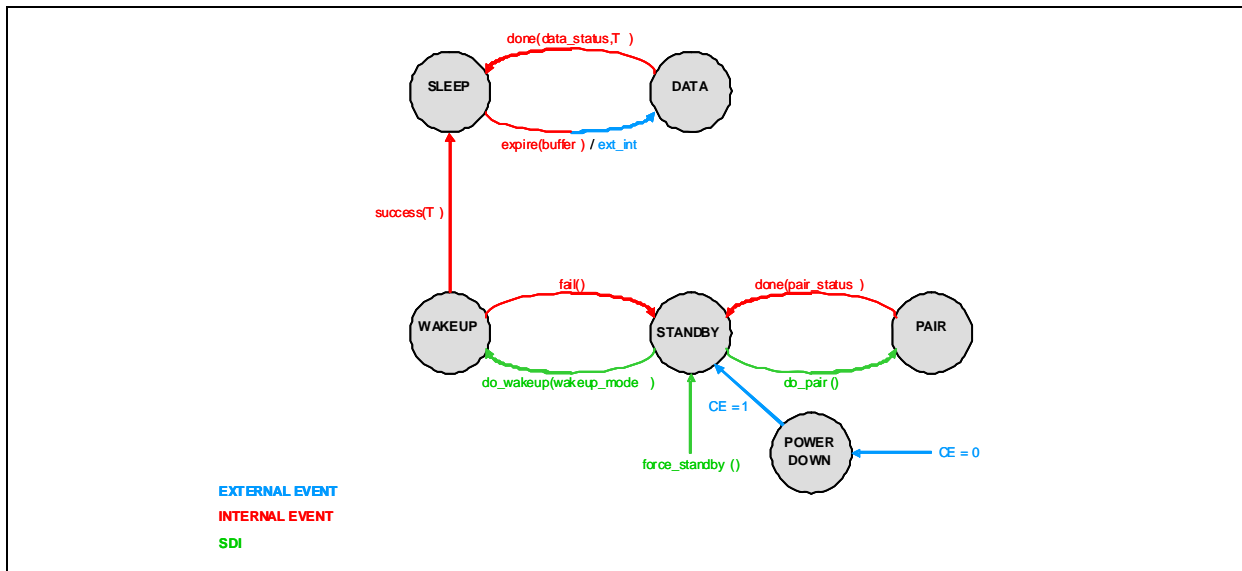 done(data_status,T )
SLEEP
DATA
expire(buffer ) / ext_int
success(T )
fail()
done(pair_status )
WAKEUP
STANDBY
PAIR
do_wakeup(wakeup_mode )
do_pair ()
CE = 1
POWER
DOWN
CE = 0
force_standby ()
EXTERNAL EVENT
INTERNAL EVENT
SDI